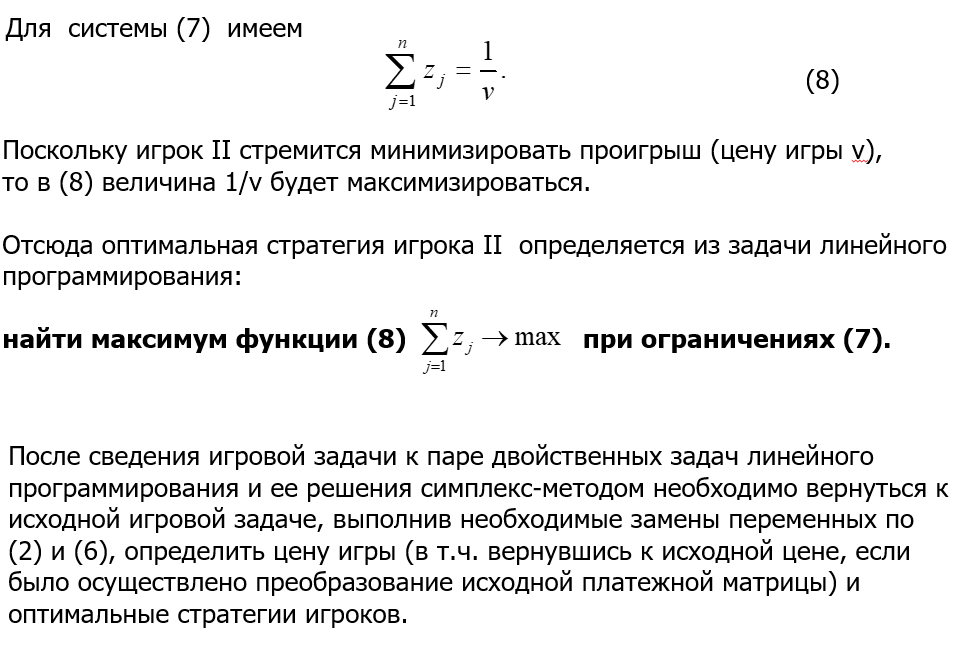 Для системы (7) имеем
$$\sum_{j=1}^{n} z_j = \frac{1}{v}.$$ (8)
Поскольку игрок II стремится минимизировать проигрыш (цену игры v),
то в (8) величина 1/v будет максимизироваться.
Отсюда оптимальная стратегия игрока II определяется из задачи линейного
программирования:
найти максимум функции (8) $\sum_{j=1}^{n} z_j \to \max$ при ограничениях (7).
После сведения игровой задачи к паре двойственных задач линейного
программирования и ее решения симплекс-методом необходимо вернуться к
исходной игровой задаче, выполнив необходимые замены переменных по
(2) и (6), определить цену игры (в т.ч. вернувшись к исходной цене, если
было осуществлено преобразование исходной платежной матрицы) и
оптимальные стратегии игроков.